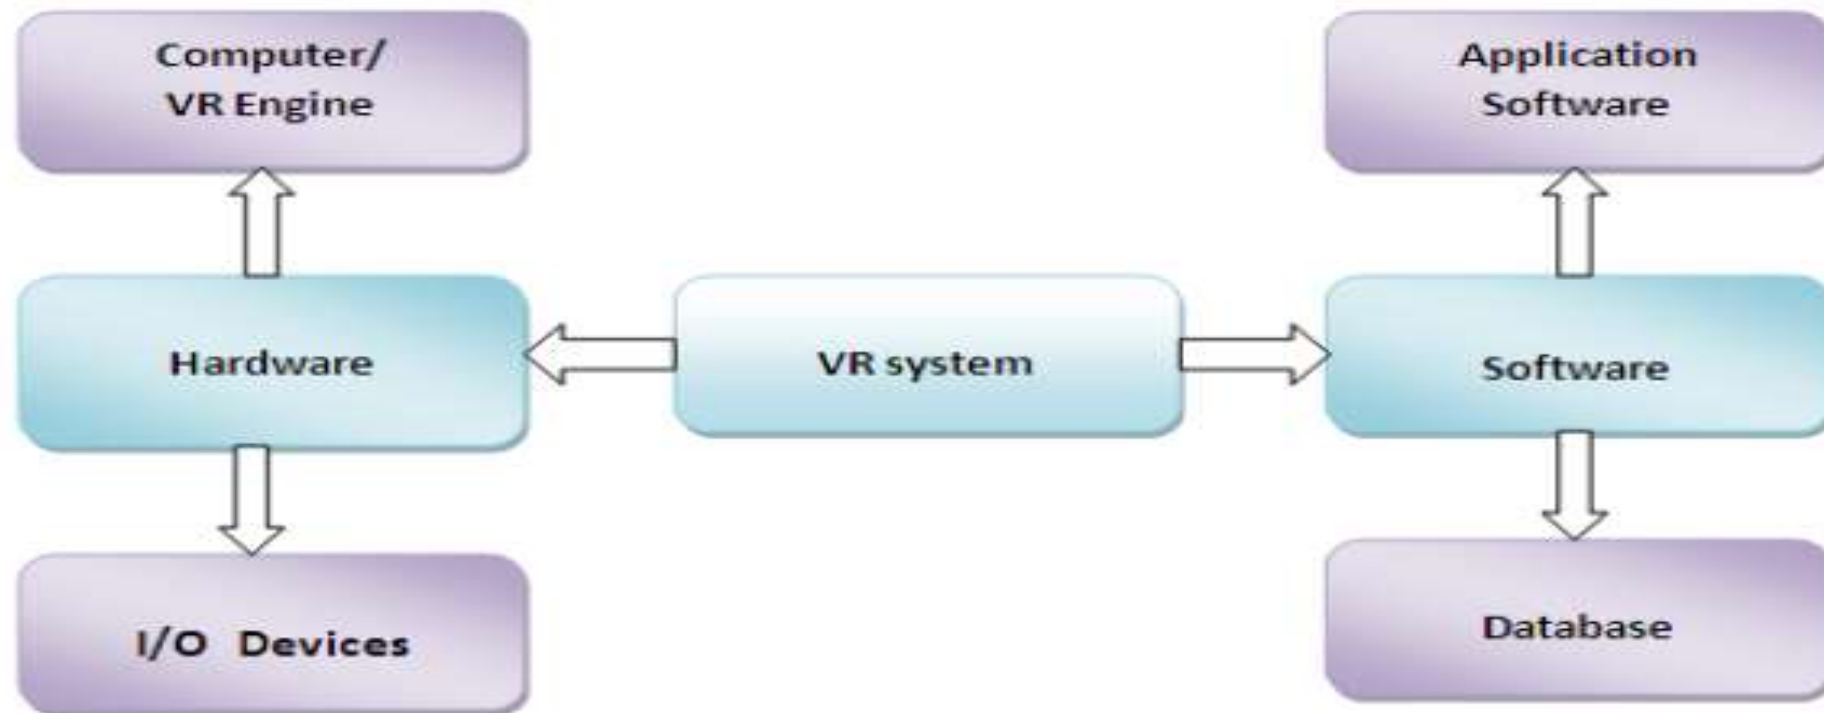 Computer/
VR Engine
Application
Software
Hardware
VR system
Software
I/O Devices
Database